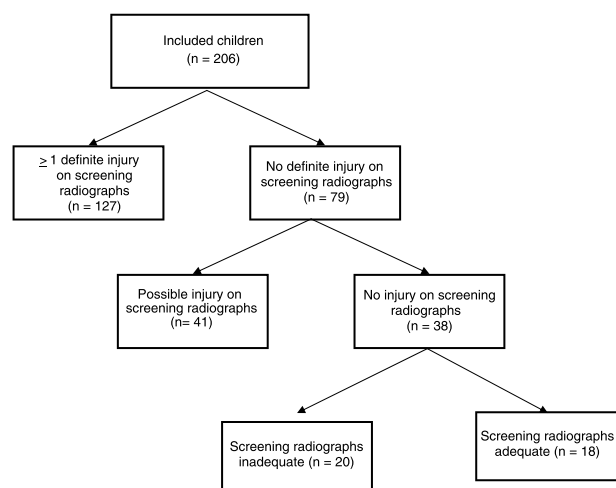 Included children
(n = 206)
≥ 1 definite injury
on screening
radiographs
(n = 127)
No definite injury on
screening radiographs
(n = 79)
Possible injury on
screening radiographs
(n= 41)
No injury on screening
radiographs
(n = 38)
Screening radiographs
inadequate (n = 20)
Screening radiographs
adequate (n = 18)